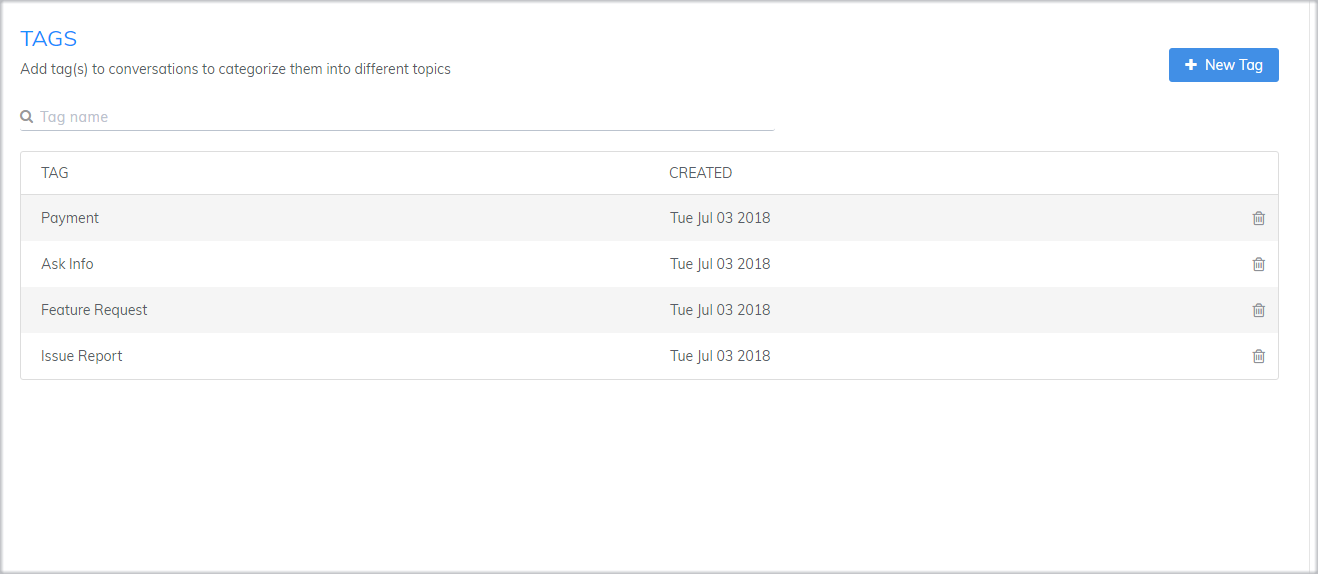 TAGS
Add tag(s) to conversations to categorize them into different topics
New Tag
Tag name
TAG CREATED
Payment Tue Jul 03 2018
Ask Info Tue Jul 03 2018
Feature Request Tue Jul 03 2018
Issue Report Tue Jul 03 2018